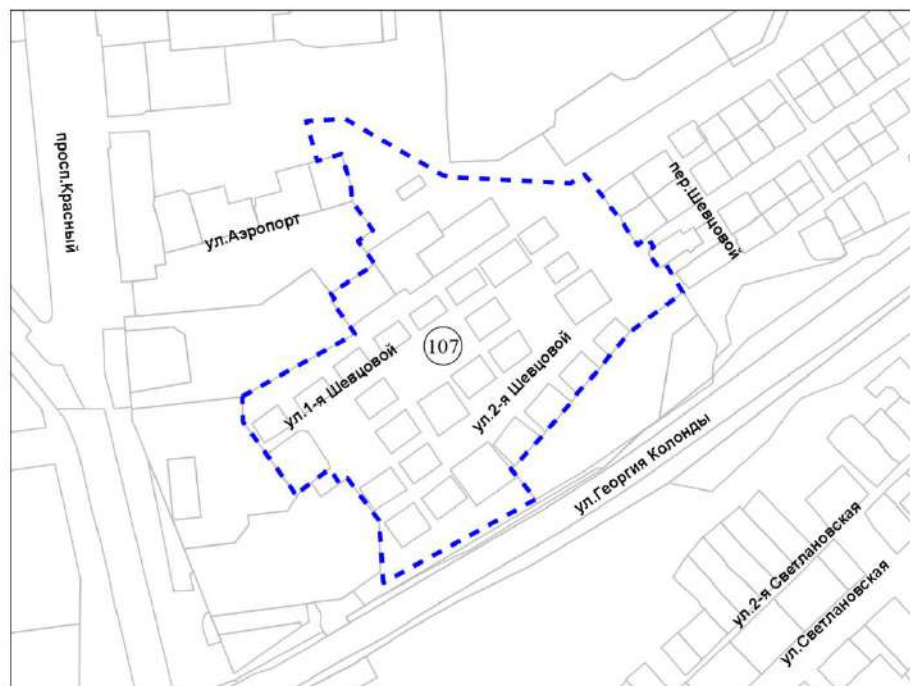 просп.Красный
ул.Аэропорт
пер.Шевцовой
107
ул.1-я Шевцовой
ул.2-я Шевцовой
ул.Георгия Колонды
ул.2-я Светлановская
ул.Светлановская